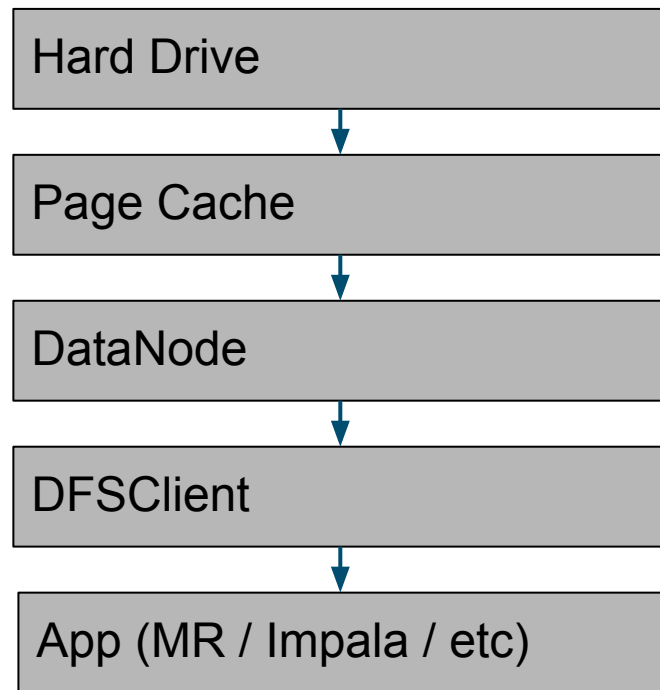 Hard Drive
Page Cache
DataNode
DFSClient
App (MR / Impala / etc)